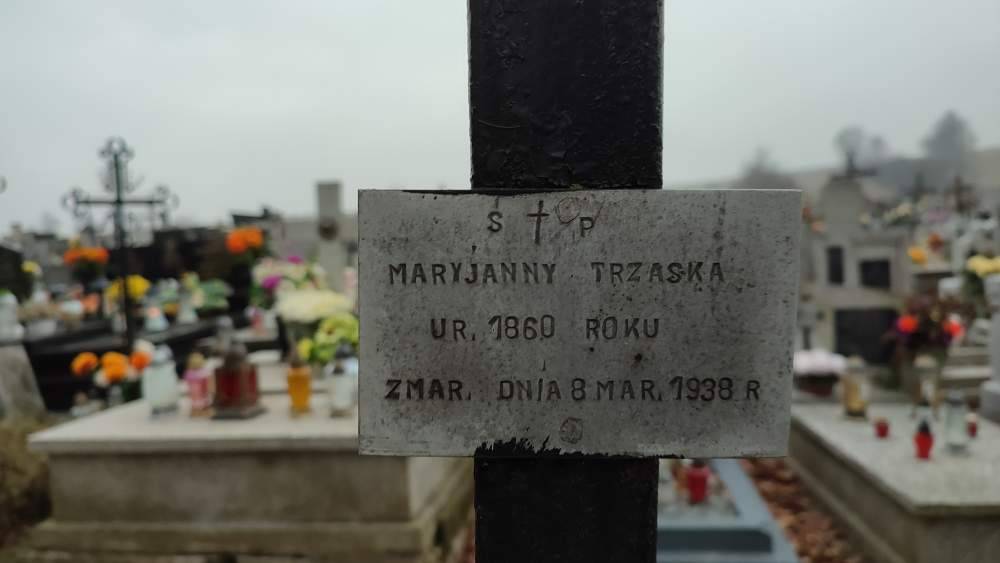 S † P
MARYJANNY TRZASKA
UR. 1860 ROKU
ZMAR. DNIA 8 MAR. 1938 R